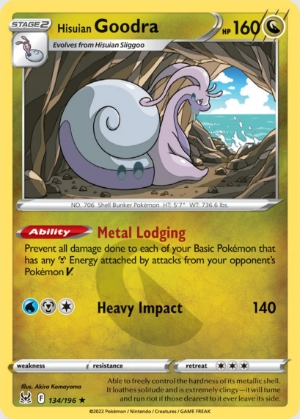 STAGE 2 Hisuian Goodra HP 160
Evolves from Hisuian Sliggoo
NO. 706 Shell Bunker Pokémon HT: 5'7" WT: 736.6 lbs.
Ability Metal Lodging
Prevent all damage done to each of your Basic Pokémon that
has any Energy attached by attacks from your opponent's
Pokémon V.
Heavy Impact 140
weakness resistance retreat
Illus. Akira Komayama
G 134/196 ★
Able to freely control the hardness of its metallic shell.
It loathes solitude and is extremely clingy—it will fume
and run riot if those dearest to it ever leave its side.
©2022 Pokémon / Nintendo / Creatures / GAME FREAK